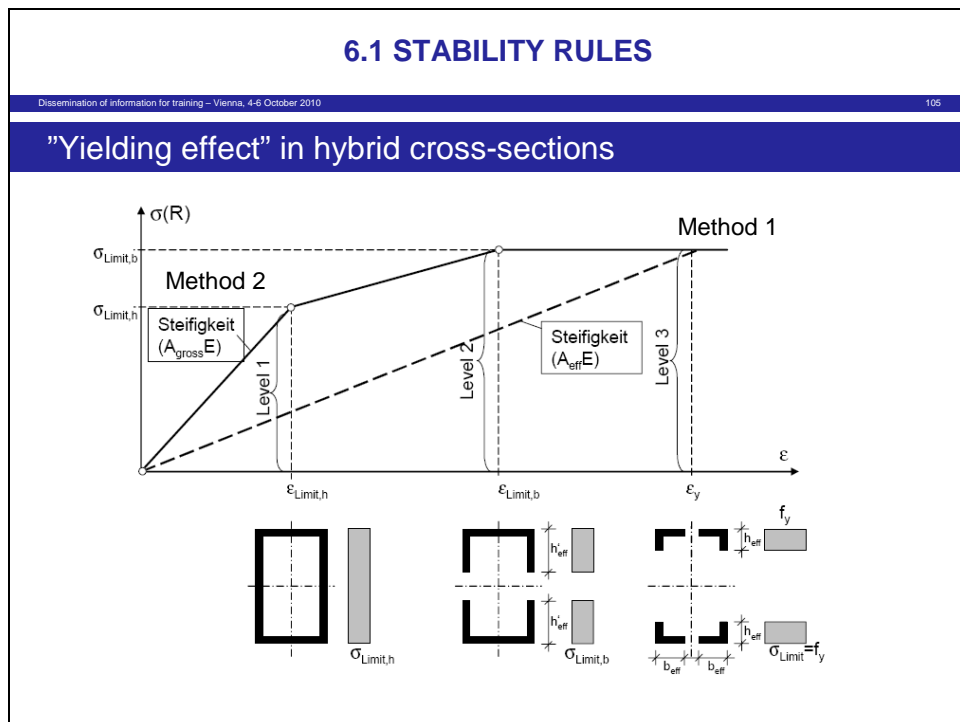 6.1 STABILITY RULES
Dissemination of information for training – Vienna, 4-6 October 2010 105
”Yielding effect” in hybrid cross-sections
σ(R)
Method 1
σLimit,b
Method 2
σLimit,h
Steifigkeit
(AgrossE)
Steifigkeit
(AeffE)
Level 1
Level 2
Level 3
ε
εLimit,h
εLimit,b
εy
fy
h'eff
heff
h'eff
heff
σLimit,h
σLimit,b
σLimit=fy
beff beff